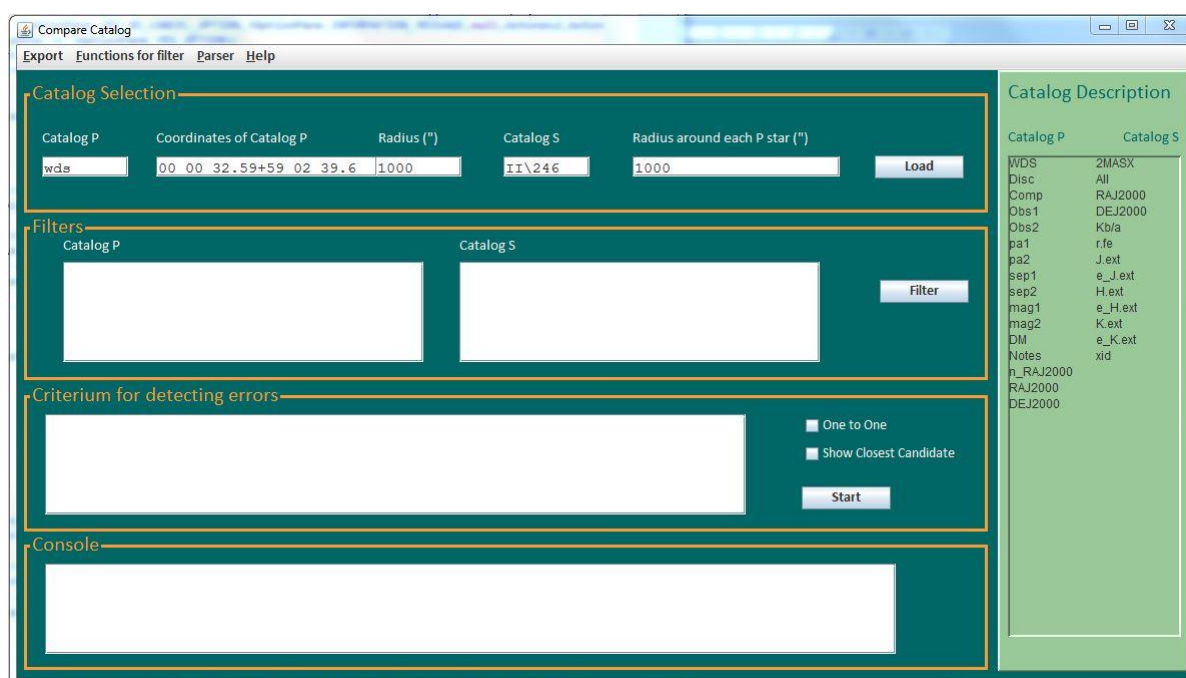 Compare Catalog
Export Functions for filter Parser Help
Catalog Selection
Catalog P Coordinates of Catalog P Radius (") Catalog S Radius around each P star (")
wds 00 00 32.59+59 02 39.6 1000 II\246 1000 Load
Filters
Catalog P Catalog S
Filter
Criterium for detecting errors
One to One
Show Closest Candidate
Start
Console
Catalog Description
Catalog P Catalog S
WDS 2MASX
Disc All
Comp RAJ2000
Obs1 DEJ2000
Obs2 Kb/a
pa1 r.fe
pa2 J.ext
sep1 e_J.ext
sep2 H.ext
mag1 e_H.ext
mag2 K.ext
DM e_K.ext
Notes xid
n_RAJ2000
RAJ2000
DEJ2000